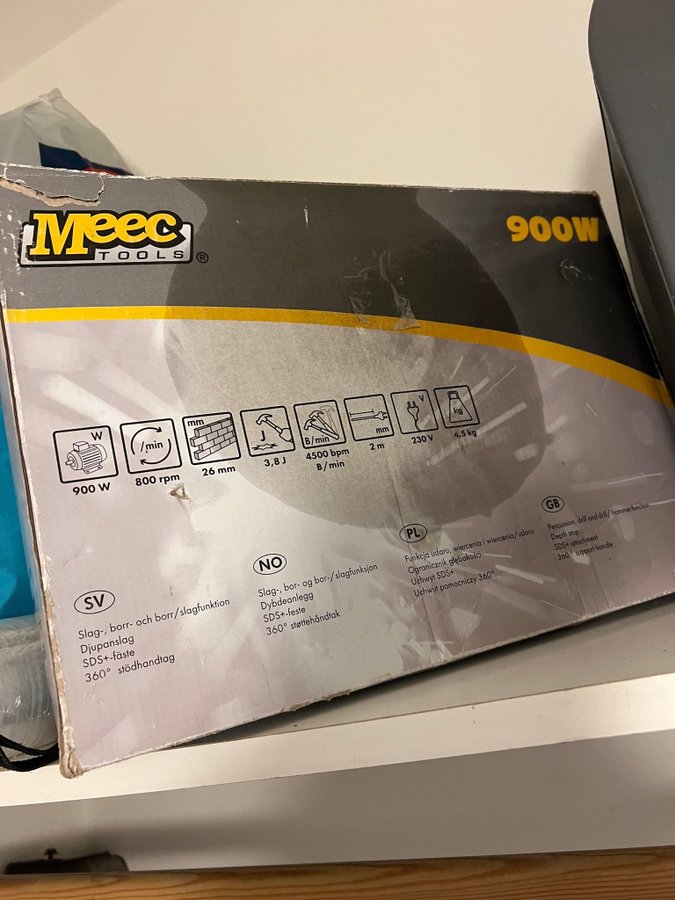 Meec
TOOLS®
900W
W
900 W
/min
800 rpm
mm
26 mm
J
3,8 J
B/min
4500 bpm
B/min
mm
2 m
V
230 V
kg
4,5 kg
SV
Slag-, borr- och borr/slagfunktion
Djupanslag
SDS+-fäste
360° stödhandtag
NO
Slag-, bor- og bor-/slagfunksjon
Dybdeanlegg
SDS+-feste
360° støttehåndtak
PL
Funkcja udaru, wiercenia i wiercenia/udaru
Ogranicznik głębokości
Uchwyt SDS+
Uchwyt pomocniczy 360°
GB
Percussion, drill and drill/hammerfunction
Depth stop
SDS+ attachment
360° support handle